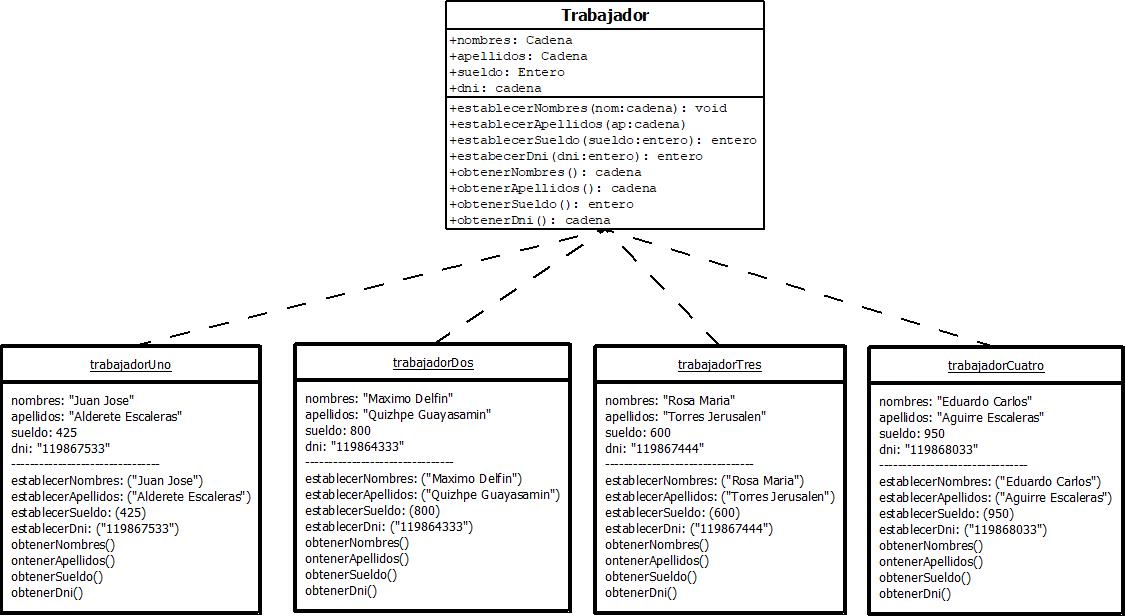 Trabajador
+nombres: Cadena
+apellidos: Cadena
+sueldo: Entero
+dni: cadena
+establecerNombres(nom:cadena): void
+establecerApellidos(ap:cadena)
+establecerSueldo(sueldo:entero): entero
+estabecerDni(dni:entero): entero
+obtenerNombres(): cadena
+obtenerApellidos(): cadena
+obtenerSueldo(): entero
+obtenerDni(): cadena
trabajadorUno
nombres: "Juan Jose"
apellidos: "Alderete Escaleras"
sueldo: 425
dni: "119867533"
--------------------------------
establecerNombres: ("Juan Jose")
establecerApellidos: ("Alderete Escaleras")
establecerSueldo: (425)
establecerDni: ("119867533")
obtenerNombres()
ontenerApellidos()
obtenerSueldo()
obtenerDni()
trabajadorDos
nombres: "Maximo Delfin"
apellidos: "Quizhpe Guayasamin"
sueldo: 800
dni: "119864333"
--------------------------------
establecerNombres: ("Maximo Delfin")
establecerApellidos: ("Quizhpe Guayasamin")
establecerSueldo: (800)
establecerDni: ("119864333")
obtenerNombres()
ontenerApellidos()
obtenerSueldo()
obtenerDni()
trabajadorTres
nombres: "Rosa Maria"
apellidos: "Torres Jerusalen"
sueldo: 600
dni: "119867444"
--------------------------------
establecerNombres: ("Rosa Maria")
establecerApellidos: ("Torres Jerusalen")
establecerSueldo: (600)
establecerDni: ("119867444")
obtenerNombres()
ontenerApellidos()
obtenerSueldo()
obtenerDni()
trabajadorCuatro
nombres: "Eduardo Carlos"
apellidos: "Aguirre Escaleras"
sueldo: 950
dni: "119868033"
--------------------------------
establecerNombres: ("Eduardo Carlos")
establecerApellidos: ("Aguirre Escaleras")
establecerSueldo: (950)
establecerDni: ("119868033")
obtenerNombres()
ontenerApellidos()
obtenerSueldo()
obtenerDni()